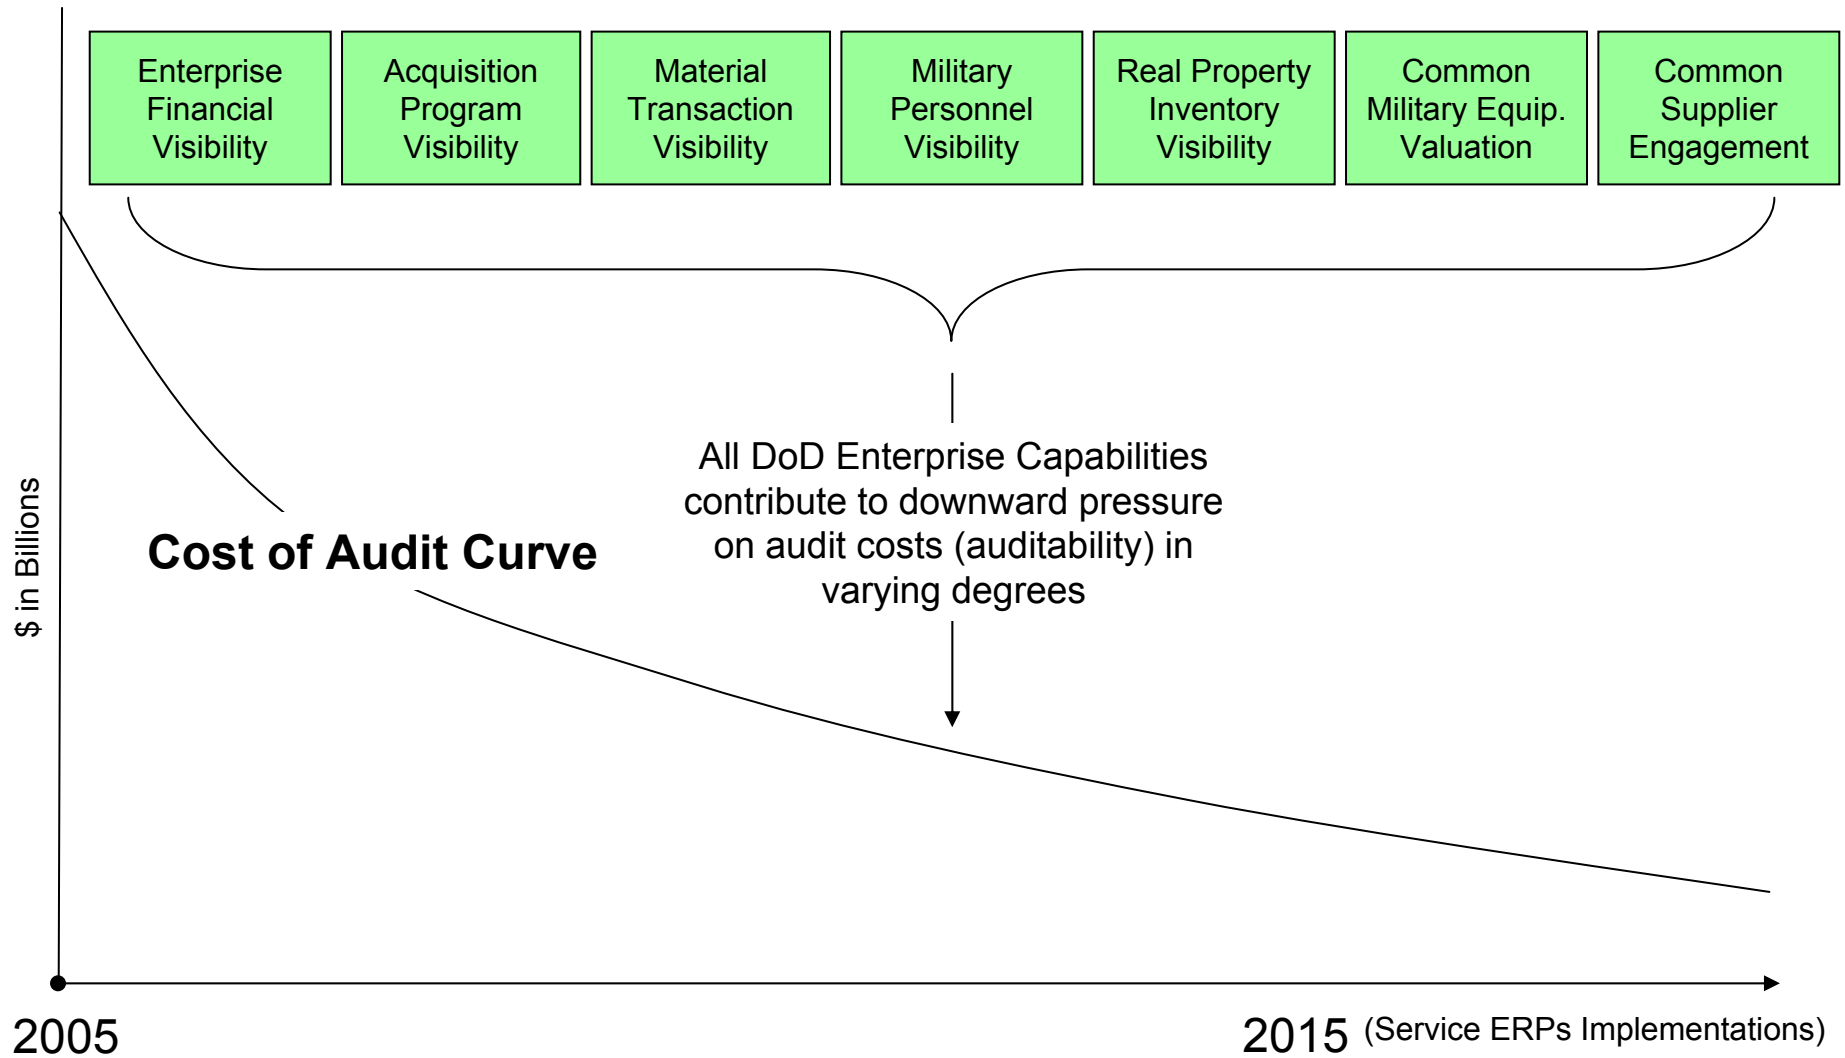 Enterprise
Financial
Visibility
Acquisition
Program
Visibility
Material
Transaction
Visibility
Military
Personnel
Visibility
Real Property
Inventory
Visibility
Common
Military Equip.
Valuation
Common
Supplier
Engagement
All DoD Enterprise Capabilities
contribute to downward pressure
on audit costs (auditability) in
varying degrees
Cost of Audit Curve
$ in Billions
2005
2015 (Service ERPs Implementations)